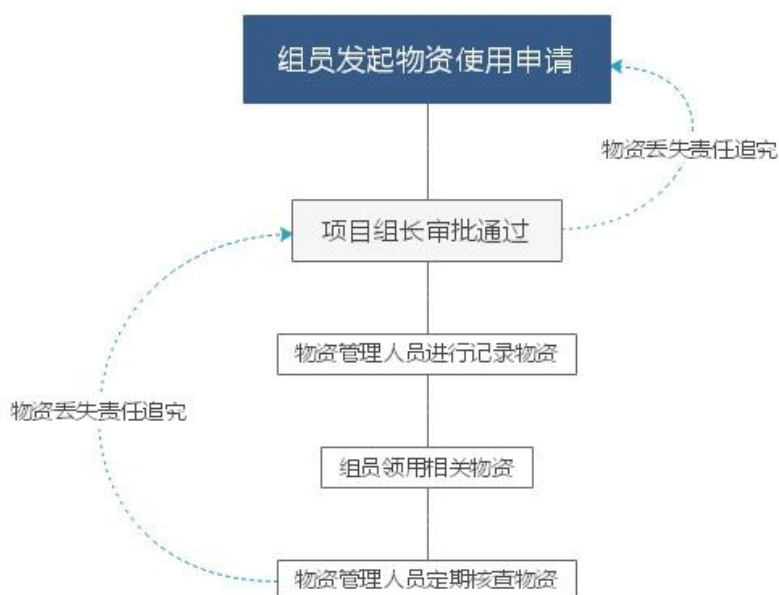 组员发起物资使用申请
物资丢失责任追究
项目组长审批通过
物资管理人员进行记录物资
物资丢失责任追究
组员领用相关物资
物资管理人员定期核查物资